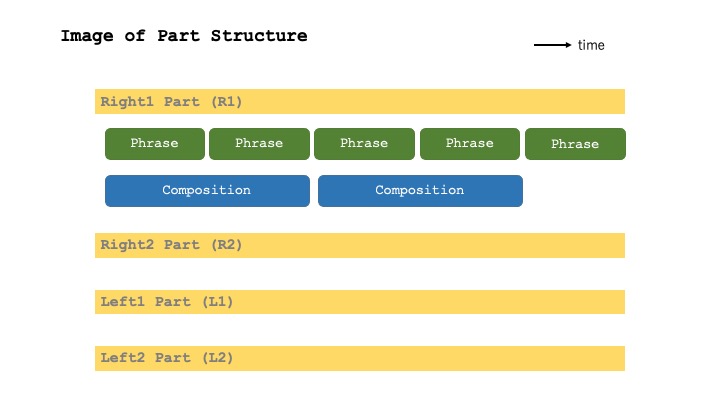 Image of Part Structure
time
Right1 Part (R1)
Phrase Phrase Phrase Phrase Phrase
Composition Composition
Right2 Part (R2)
Left1 Part (L1)
Left2 Part (L2)